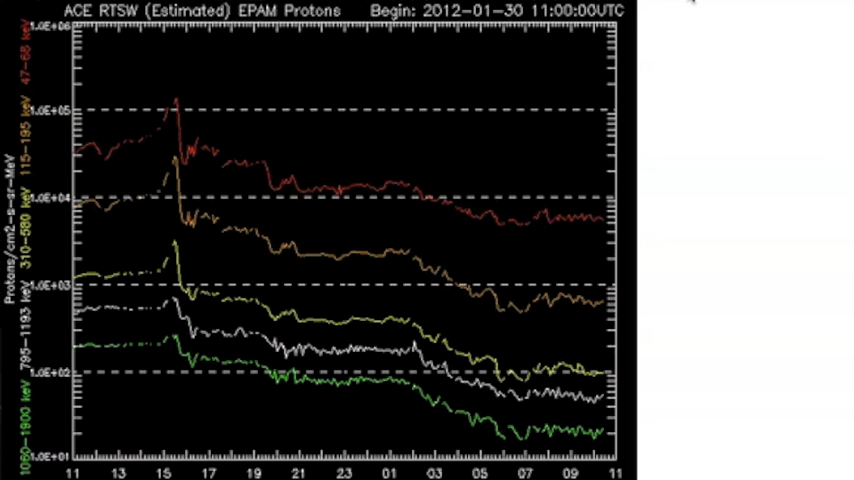 ACE RTSW (Estimated) EPAM Protons Begin: 2012-01-30 11:00:00UTC
Protons/cm2-s-sr-MeV
47-68 keV
115-195 keV
310-580 keV
795-1193 keV
1060-1900 keV
1.0E+06
1.0E+05
1.0E+04
1.0E+03
1.0E+02
1.0E+01
11 13 15 17 19 21 23 01 03 05 07 09 11